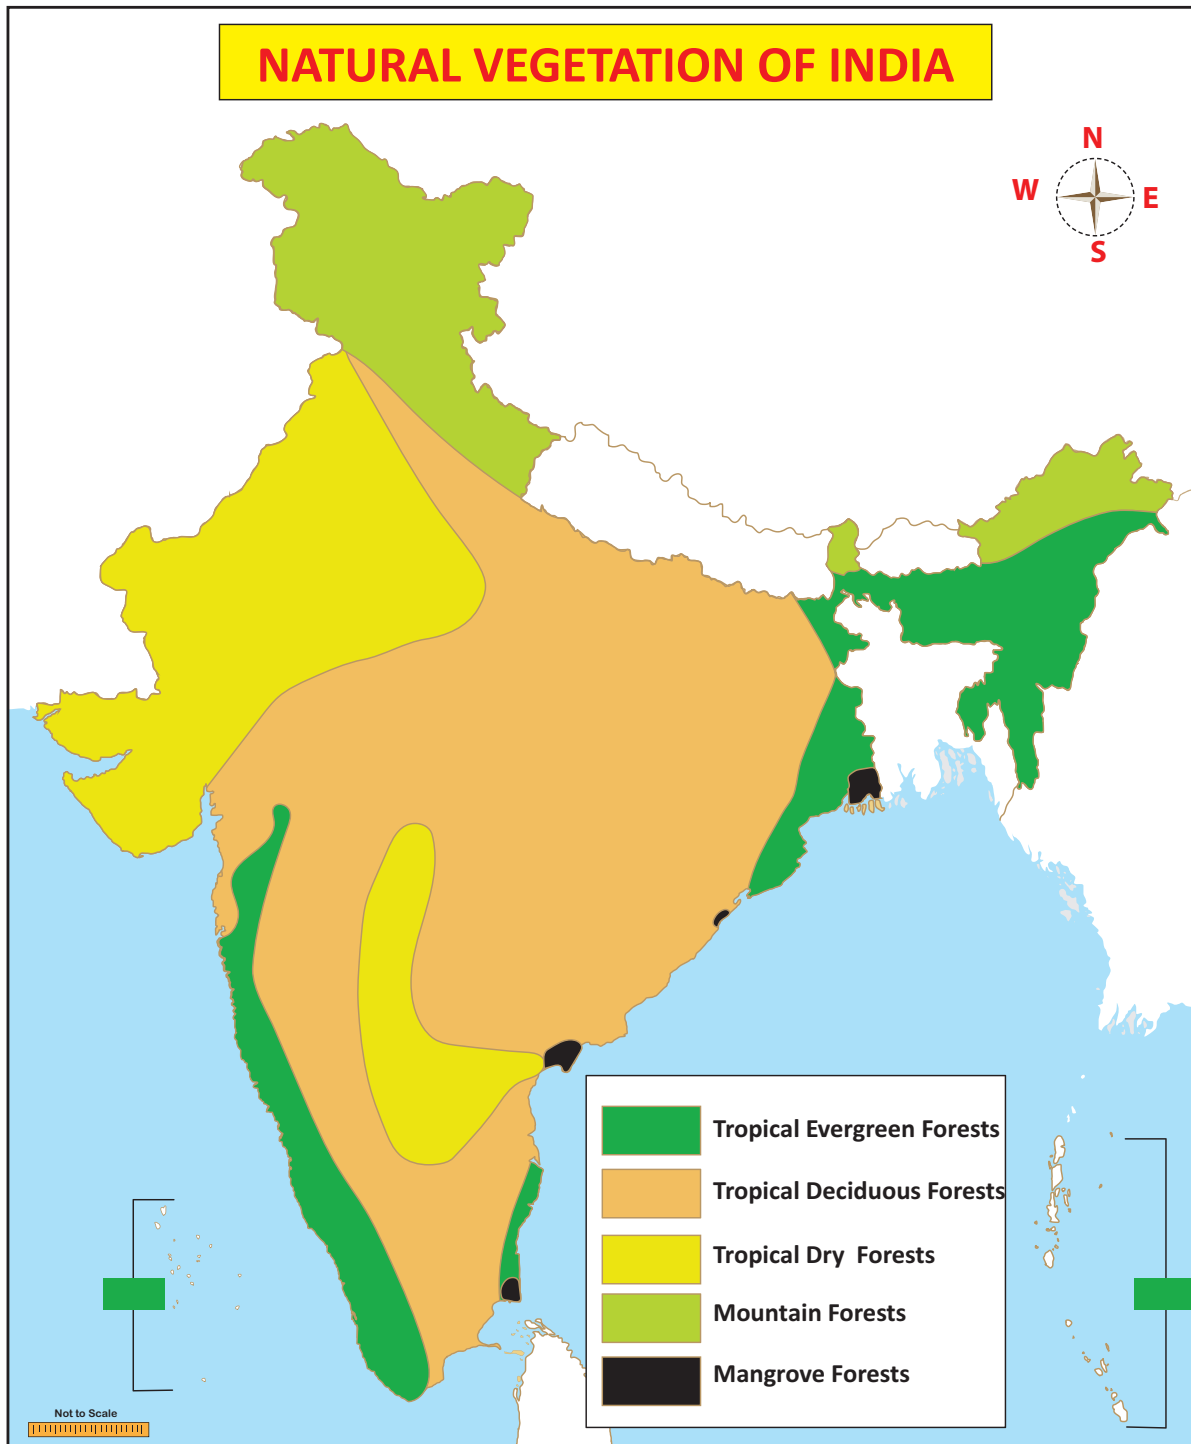 NATURAL VEGETATION OF INDIA
N
W
E
S
Tropical Evergreen Forests
Tropical Deciduous Forests
Tropical Dry Forests
Mountain Forests
Mangrove Forests
Not to Scale